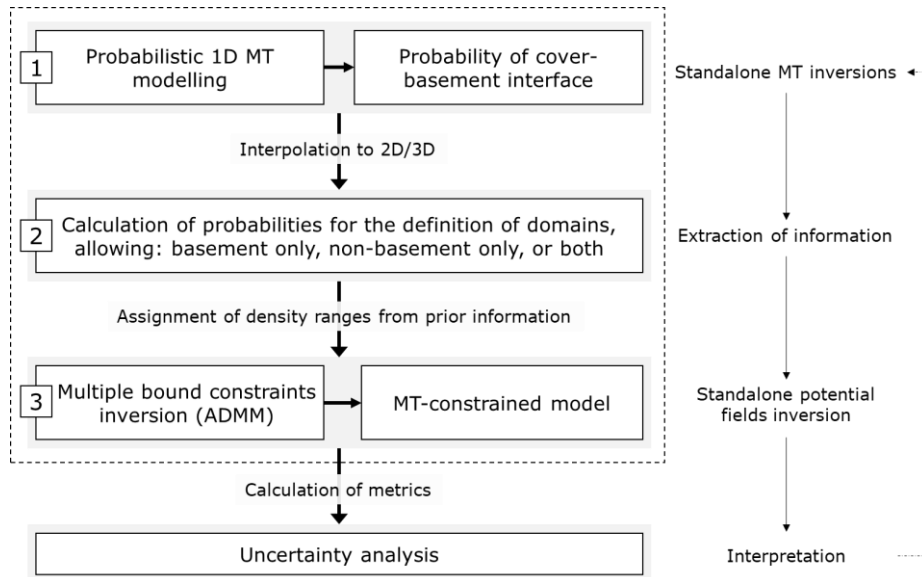 1
Probabilistic 1D MT
modelling
Probability of cover-
basement interface
Standalone MT inversions
Interpolation to 2D/3D
2
Calculation of probabilities for the definition of domains,
allowing: basement only, non-basement only, or both
Extraction of information
Assignment of density ranges from prior information
3
Multiple bound constraints
inversion (ADMM)
MT-constrained model
Standalone potential
fields inversion
Calculation of metrics
Uncertainty analysis
Interpretation